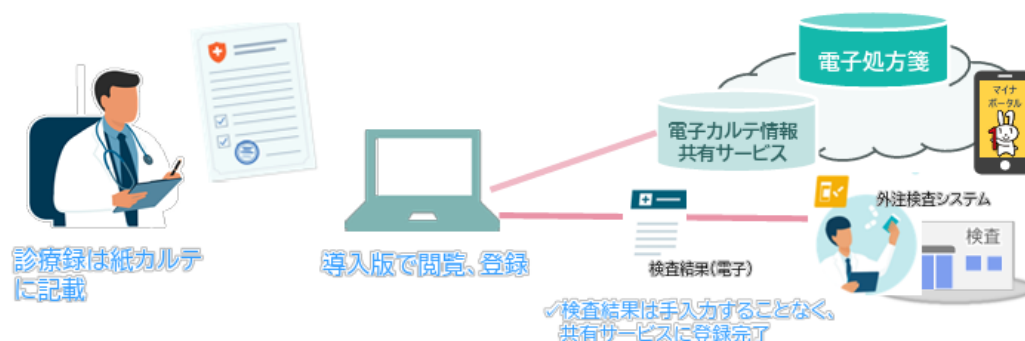 電子処方箋
マイナ
ポータル
電子カルテ情報
共有サービス
外注検査システム
検査
診療録は紙カルテ
に記載
導入版で閲覧、登録
検査結果(電子)
✓検査結果は手入力することなく、
共有サービスに登録完了